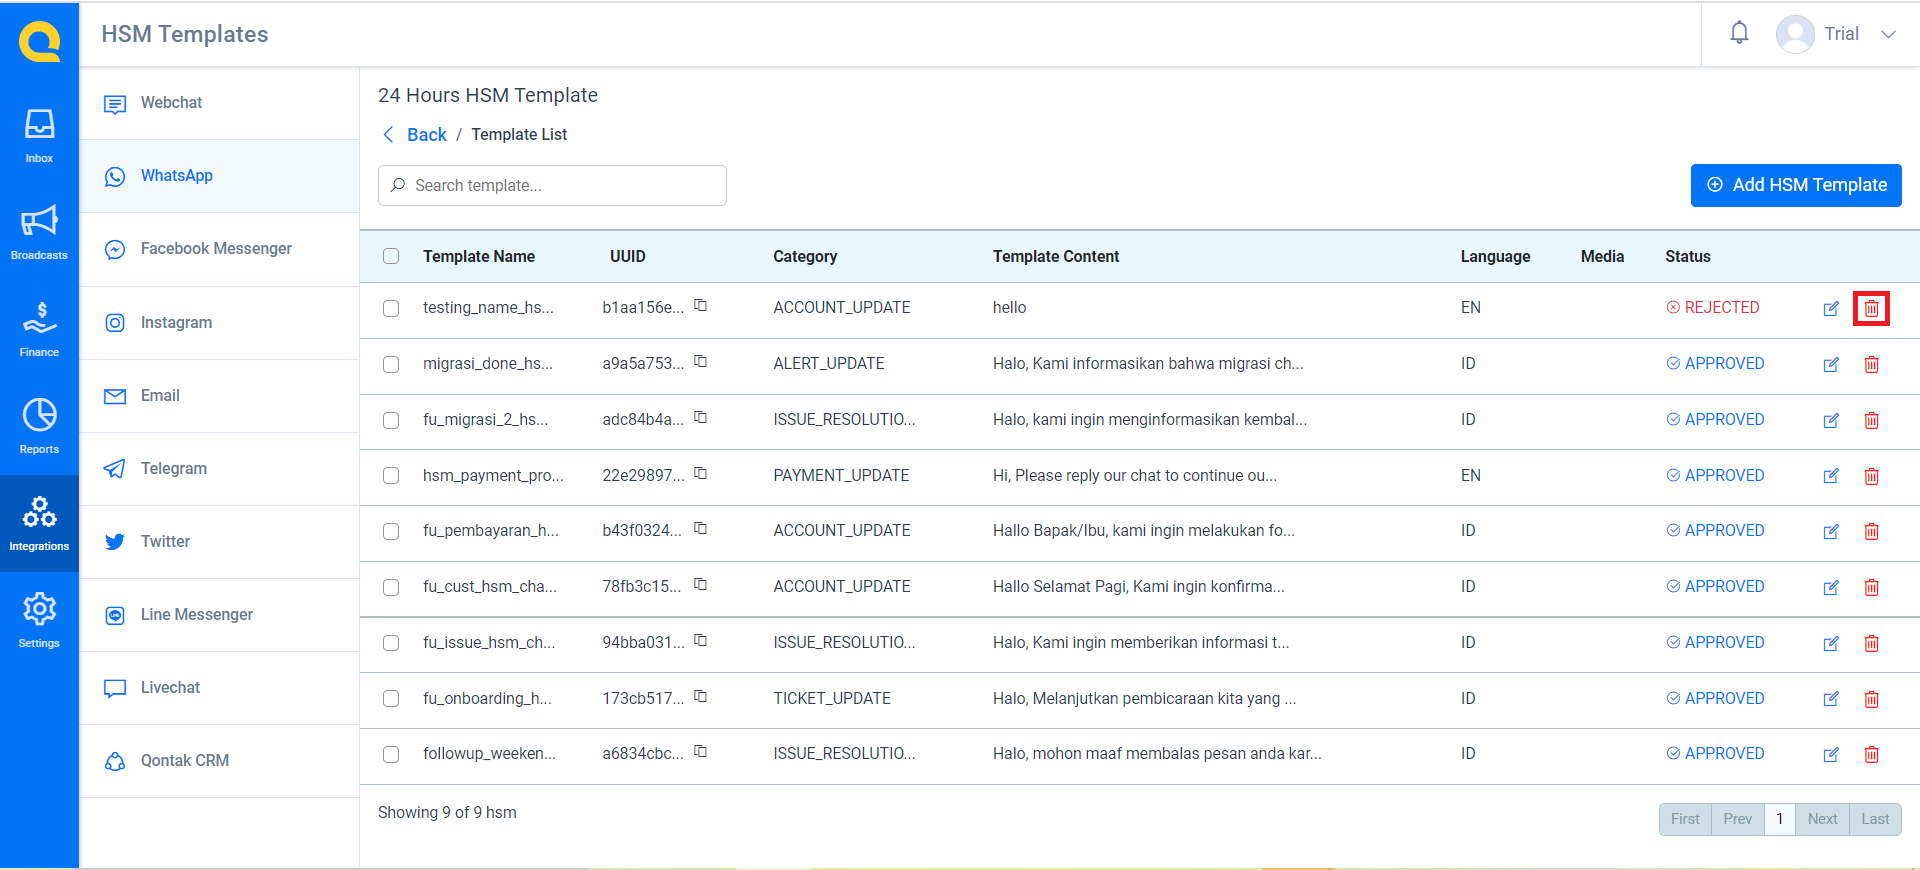 HSM Templates
Trial
Inbox
Broadcasts
Finance
Reports
Integrations
Settings
Webchat
WhatsApp
Facebook Messenger
Instagram
Email
Telegram
Twitter
Line Messenger
Livechat
Qontak CRM
24 Hours HSM Template
Back / Template List
Search template...
Add HSM Template
Template Name UUID Category Template Content Language Media Status
testing_name_hs... b1aa156e... ACCOUNT_UPDATE hello EN REJECTED
migrasi_done_hs... a9a5a753... ALERT_UPDATE Halo, Kami informasikan bahwa migrasi ch... ID APPROVED
fu_migrasi_2_hs... adc84b4a... ISSUE_RESOLUTIO... Halo, kami ingin menginformasikan kembal... ID APPROVED
hsm_payment_pro... 22e29897... PAYMENT_UPDATE Hi, Please reply our chat to continue ou... EN APPROVED
fu_pembayaran_h... b43f0324... ACCOUNT_UPDATE Hallo Bapak/Ibu, kami ingin melakukan fo... ID APPROVED
fu_cust_hsm_cha... 78fb3c15... ACCOUNT_UPDATE Hallo Selamat Pagi, Kami ingin konfirma... ID APPROVED
fu_issue_hsm_ch... 94bba031... ISSUE_RESOLUTIO... Halo, Kami ingin memberikan informasi t... ID APPROVED
fu_onboarding_h... 173cb517... TICKET_UPDATE Halo, Melanjutkan pembicaraan kita yang ... ID APPROVED
followup_weeken... a6834cbc... ISSUE_RESOLUTIO... Halo, mohon maaf membalas pesan anda kar... ID APPROVED
Showing 9 of 9 hsm
First Prev 1 Next Last